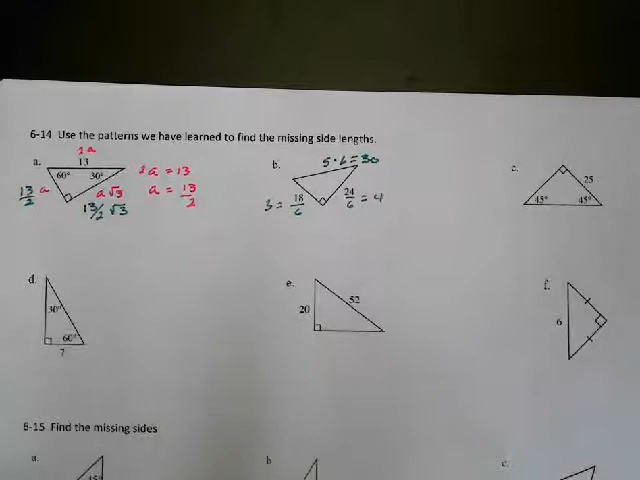 6-14 Use the patterns we have learned to find the missing side lengths.
a.
2a
13
60°
30°
13/2 a
a√3
13/2 √3
2a = 13
a = 13/2
b.
5·6 = 30
3 = 18/6
24/6 = 4
c.
25
45°
45°
d.
30°
60°
7
e.
20
52
f.
6
6-15 Find the missing sides
a.
45°
b
c.